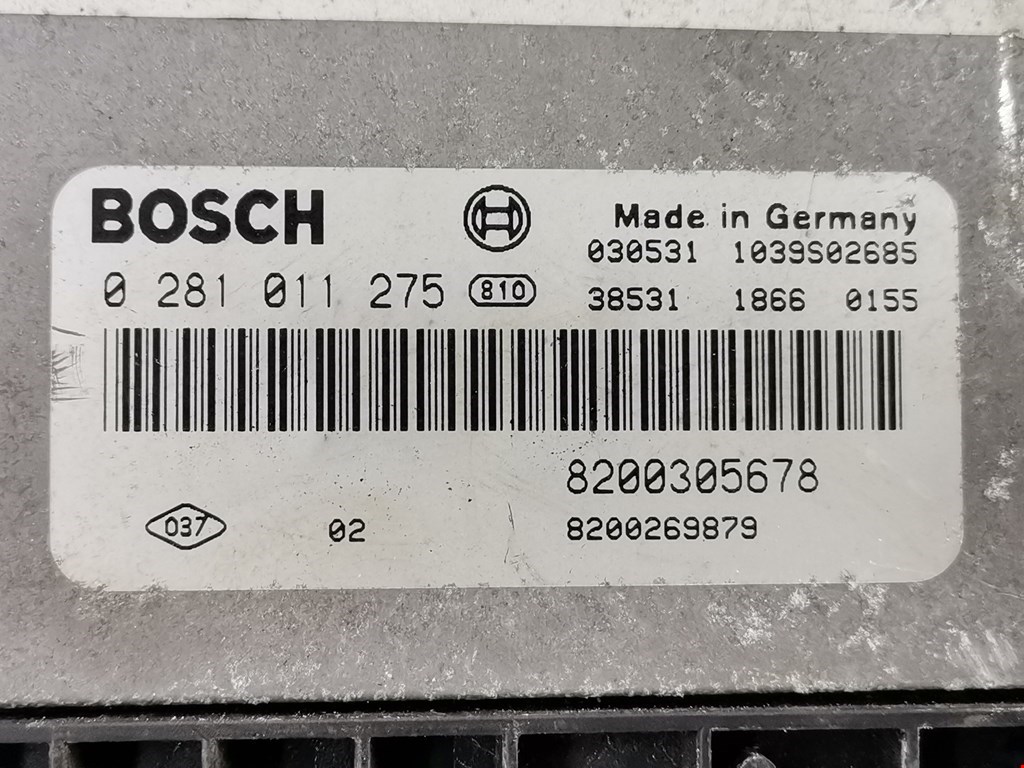 BOSCH
Made in Germany
030531 1039S02685
0 281 011 275 810
38531 1866 0155
8200305678
037 02 8200269879